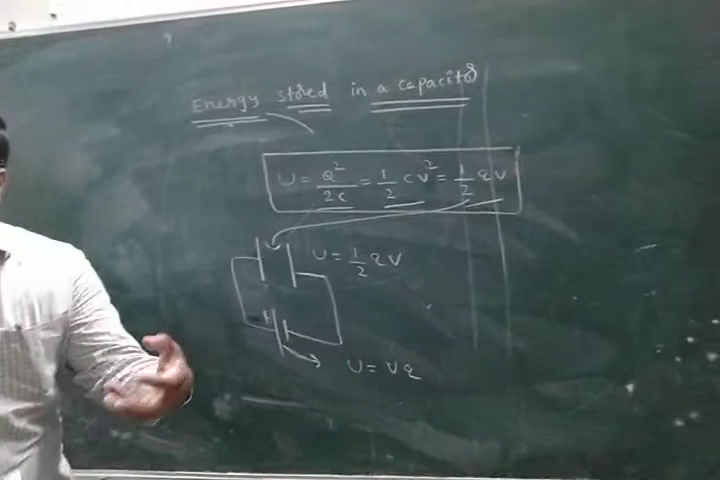 Energy stored in a capacitor
U = Q²/2C = 1/2 CV² = 1/2 QV
U = 1/2 QV
U = VQ